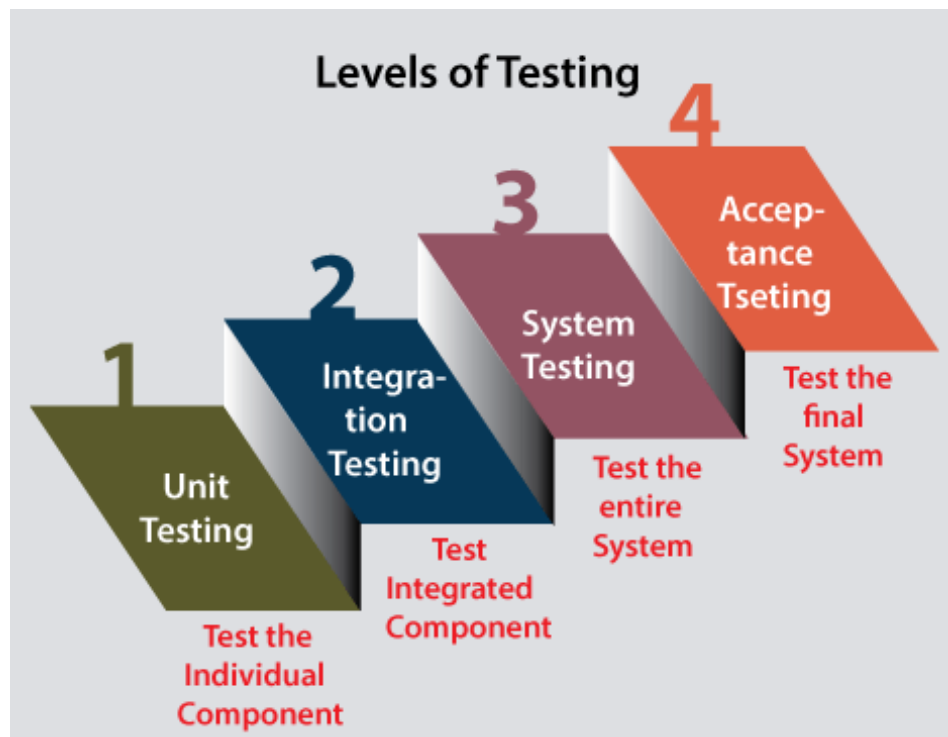 Levels of Testing
1
Unit
Testing
Test the
Individual
Component
2
Integra-
tion
Testing
Test
Integrated
Component
3
System
Testing
Test the
entire
System
4
Accep-
tance
Tseting
Test the
final
System